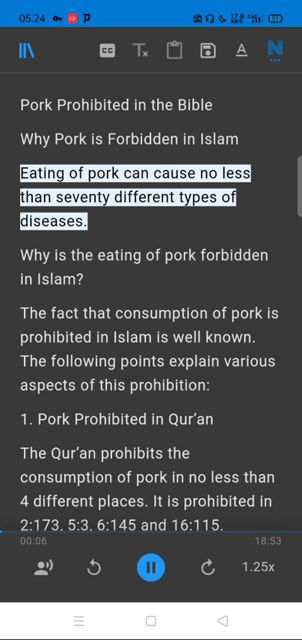 05.24
17.0
KB/S
CC
Tx
A
N
Pork Prohibited in the Bible
Why Pork is Forbidden in Islam
Eating of pork can cause no less
than seventy different types of
diseases.
Why is the eating of pork forbidden
in Islam?
The fact that consumption of pork is
prohibited in Islam is well known.
The following points explain various
aspects of this prohibition:
1. Pork Prohibited in Qur’an
The Qur’an prohibits the
consumption of pork in no less than
4 different places. It is prohibited in
2:173, 5:3, 6:145 and 16:115.
00:06
18:53
1.25x